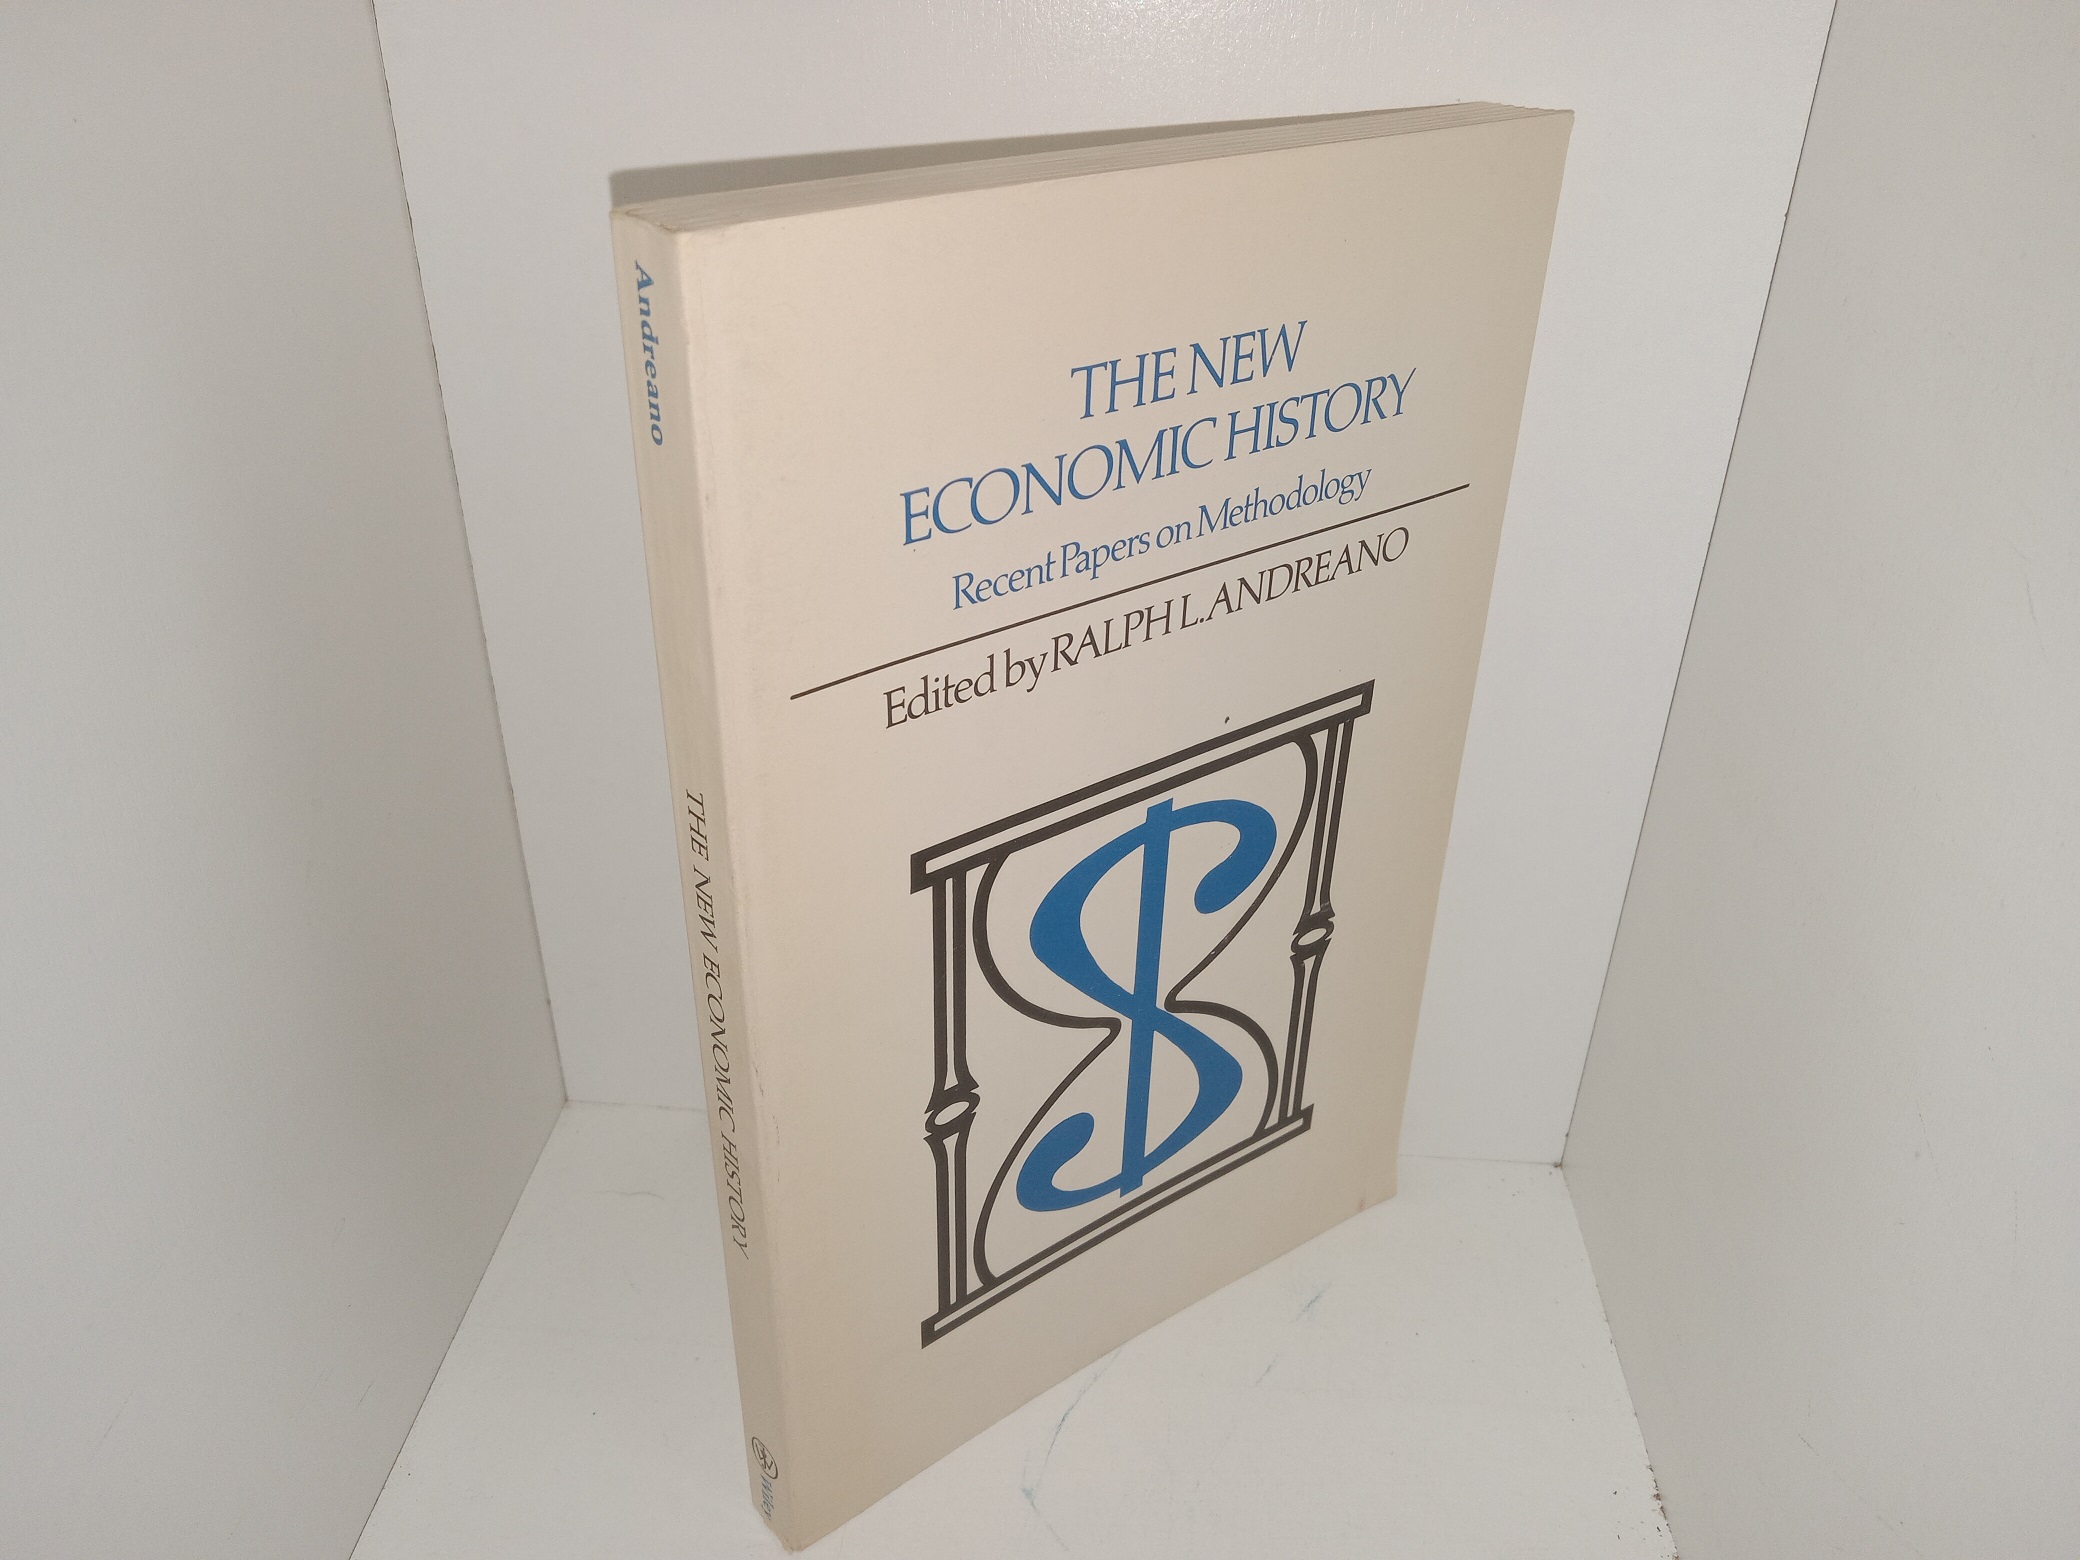 THE NEW
ECONOMIC HISTORY
Recent Papers on Methodology
Edited by RALPH L. ANDREANO
Andreano
THE NEW ECONOMIC HISTORY
Wiley